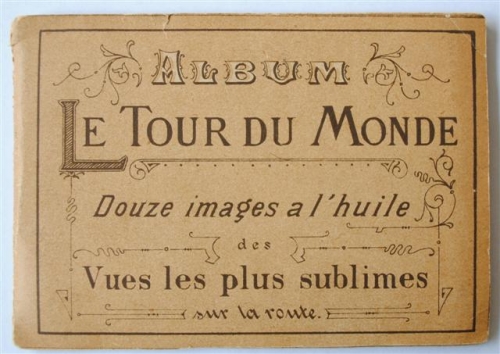 ALBUM
LE TOUR DU MONDE
Douze images a l'huile
des
Vues les plus sublimes
sur la route.